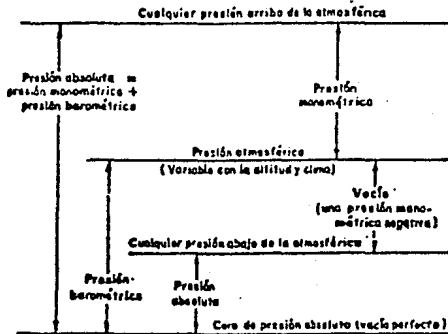 Cualquier presión arriba de la atmosférica
Presión absoluta =
presión monométrica +
presión barométrica
Presión
monométrica
Presión atmosférica
(Variable con la altitud y clima)
Vacío
(una presión mano-
métrica negativa)
Cualquier presión abajo de la atmosférica
Presión
barométrica
Presión
absoluta
Cero de presión absoluta (vacío perfecto)